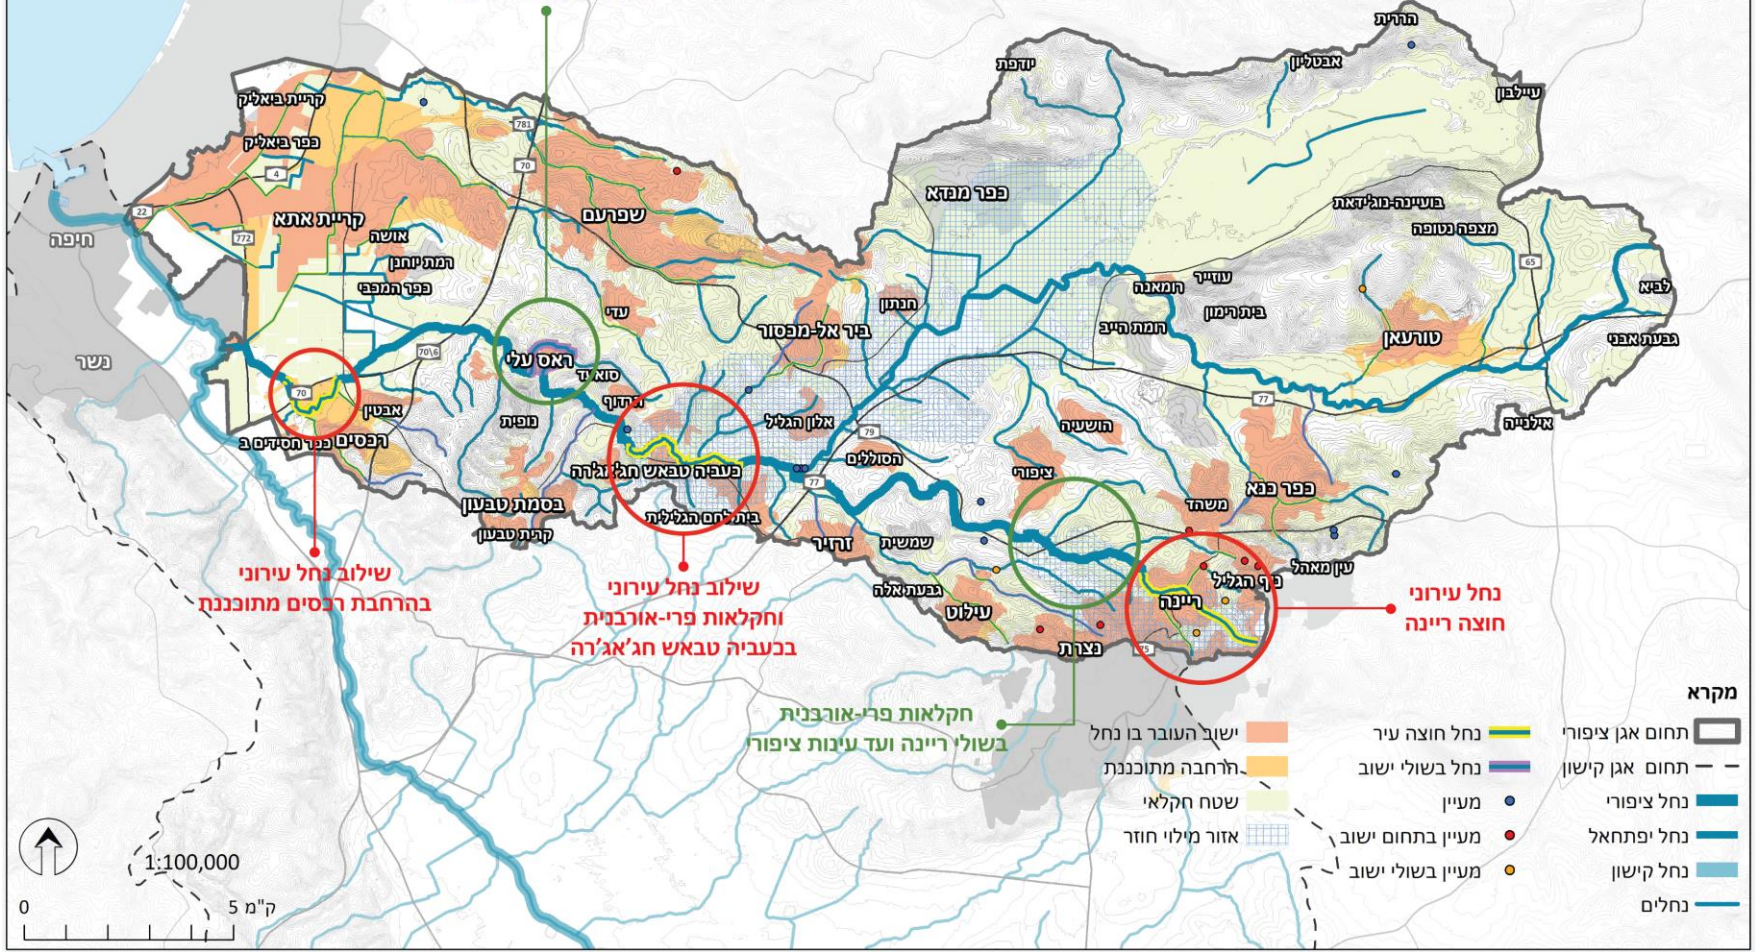 הררית
אבטליון
יודפת
עיילבון
קריית ביאליק
781
כפר ביאליק
70
4
כפר מנדא
בועיינה-נוג'ידאת
22
שפרעם
קריית אתא
מצפה נטופה
חיפה
772
אושה
65
רמת יוחנן
עוזייר
כפר המכבי
רומאנה
לביא
חנתון
עדי
בית רימון
ביר אל-מכסור
רומת הייב
טורעאן
גבעת אבני
נשר
70\6
ראס עלי
סואעד
70
77
חרדוף
אבטין
נופית
אלון הגליל
הושעיה
אילנייה
79
רכסים
כפר חסידים ב
הסוללים
כעביה טבאש חג'אג'רה
ציפורי
77
כפר כנא
בסמת טבעון
משהד
בית לחם הגלילית
קרית טבעון
זרזיר
שמשית
עין מאהל
נוף הגליל
גבעת אלה
ריינה
עילוט
נצרת
75
שילוב נחל עירוני
בהרחבת רכסים מתוכננת
שילוב נחל עירוני
וחקלאות פרי-אורבנית
בכעביה טבאש חג'אג'רה
נחל עירוני
חוצה ריינה
חקלאות פרי-אורבנית
בשולי ריינה ועד עינות ציפורי
מקרא
תחום אגן ציפורי
תחום אגן קישון
נחל ציפורי
נחל יפתחאל
נחל קישון
נחלים
נחל חוצה עיר
נחל בשולי ישוב
מעיין
מעיין בתחום ישוב
מעיין בשולי ישוב
ישוב העובר בו נחל
הרחבה מתוכננת
שטח חקלאי
אזור מילוי חוזר
1:100,000
0
5 ק"מ